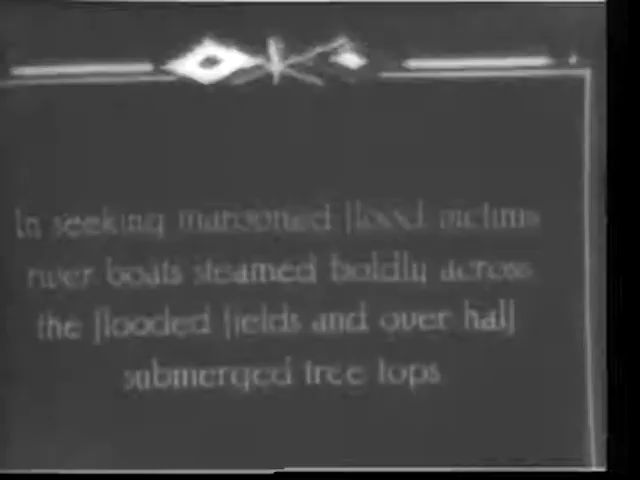 In seeking marooned flood victims
river boats steamed boldly across
the flooded fields and over half
submerged tree tops